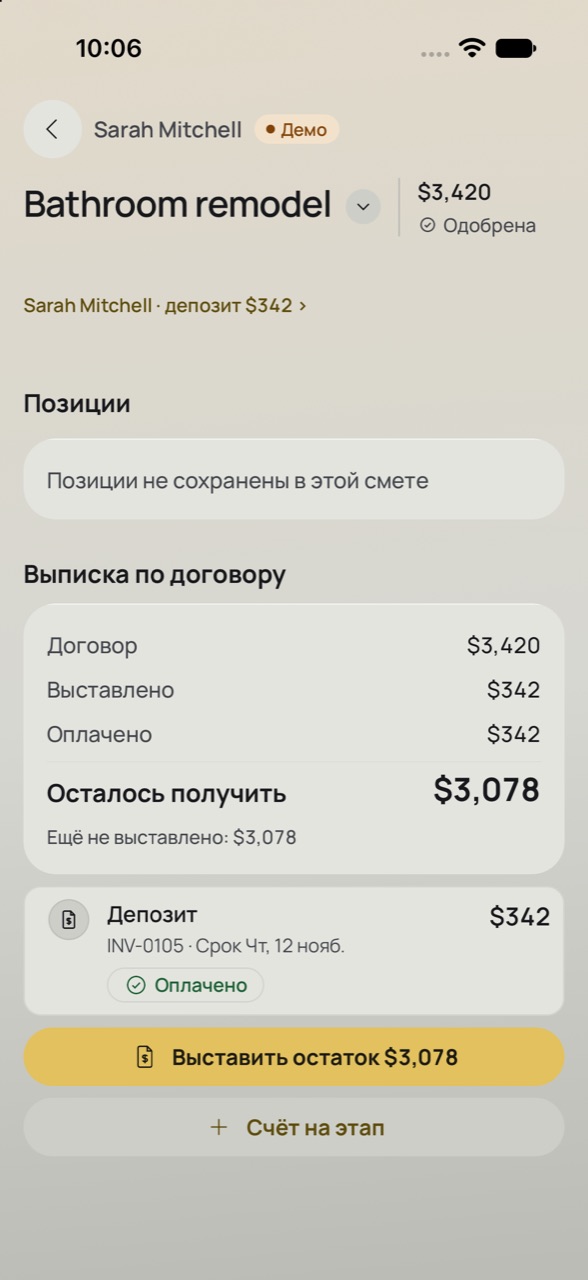 10:06
Sarah Mitchell
Демо
Bathroom remodel
$3,420
Одобрена
Sarah Mitchell · депозит $342 ›
Позиции
Позиции не сохранены в этой смете
Выписка по договору
Договор $3,420
Выставлено $342
Оплачено $342
Осталось получить $3,078
Ещё не выставлено: $3,078
Депозит $342
INV-0105 · Срок Чт, 12 нояб.
Оплачено
Выставить остаток $3,078
+ Счёт на этап